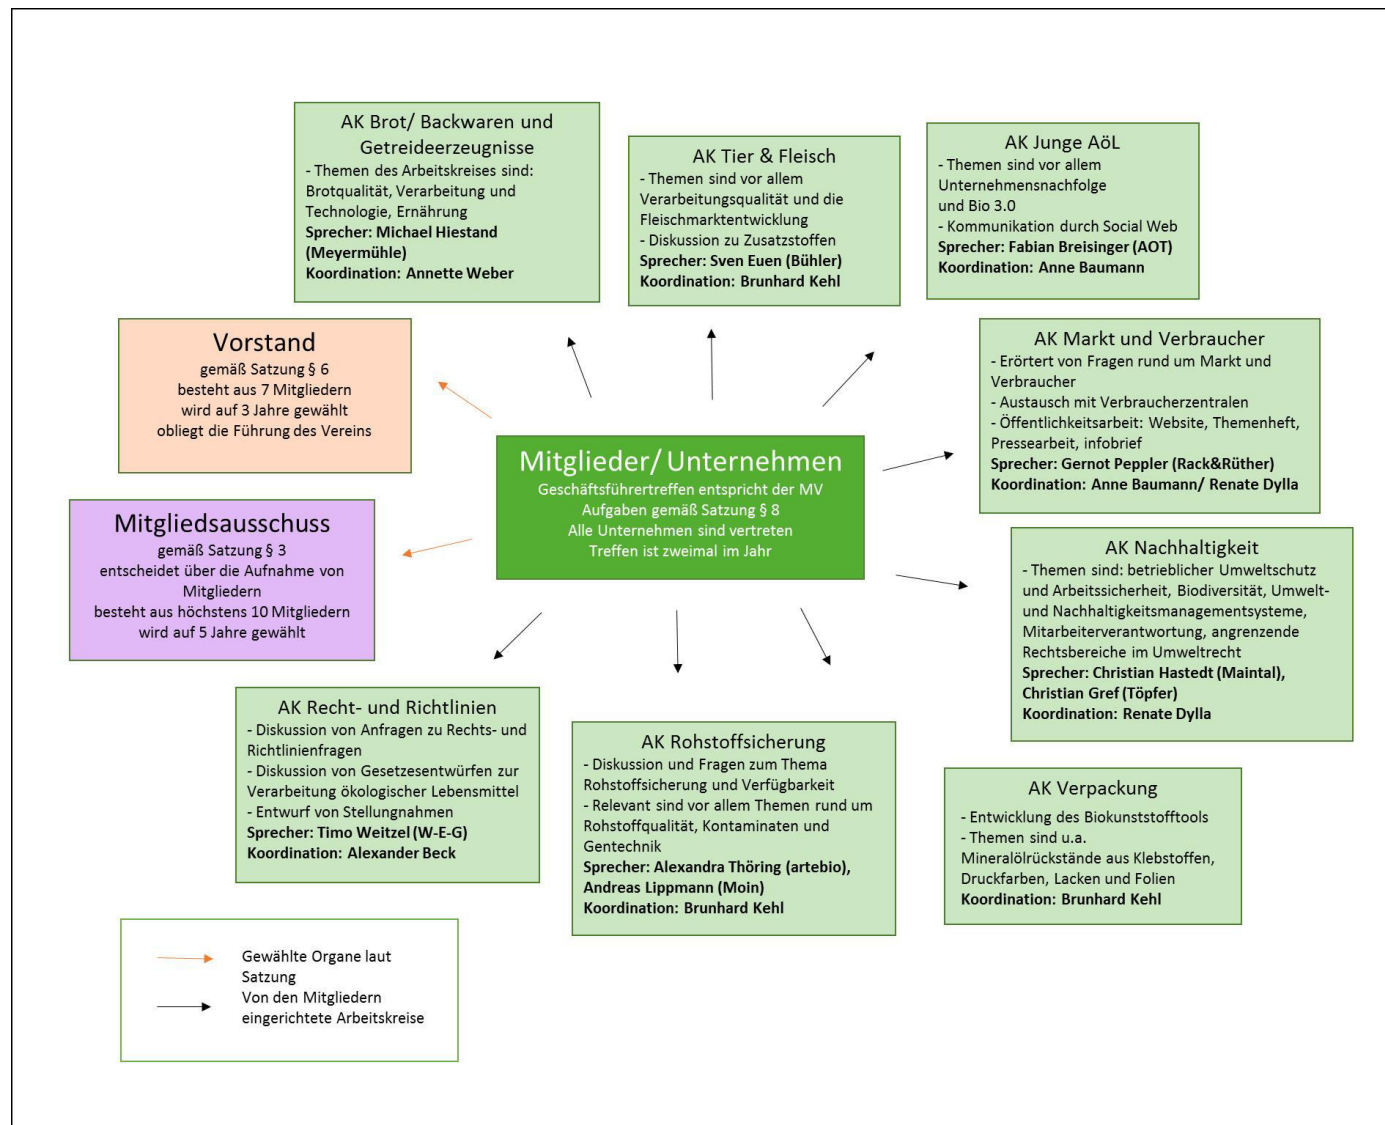 AK Brot/ Backwaren und
Getreideerzeugnisse
- Themen des Arbeitskreises sind:
Brotqualität, Verarbeitung und
Technologie, Ernährung
Sprecher: Michael Hiestand
(Meyermühle)
Koordination: Annette Weber
AK Tier & Fleisch
- Themen sind vor allem
Verarbeitungsqualität und die
Fleischmarktentwicklung
- Diskussion zu Zusatzstoffen
Sprecher: Sven Euen (Bühler)
Koordination: Brunhard Kehl
AK Junge AöL
- Themen sind vor allem
Unternehmensnachfolge
und Bio 3.0
- Kommunikation durch Social Web
Sprecher: Fabian Breisinger (AOT)
Koordination: Anne Baumann
Vorstand
gemäß Satzung § 6
besteht aus 7 Mitgliedern
wird auf 3 Jahre gewählt
obliegt die Führung des Vereins
AK Markt und Verbraucher
- Erörtert von Fragen rund um Markt und
Verbraucher
- Austausch mit Verbraucherzentralen
- Öffentlichkeitsarbeit: Website, Themenheft,
Pressearbeit, infobrief
Sprecher: Gernot Peppler (Rack&Rüther)
Koordination: Anne Baumann/ Renate Dylla
Mitglieder/ Unternehmen
Geschäftsführertreffen entspricht der MV
Aufgaben gemäß Satzung § 8
Alle Unternehmen sind vertreten
Treffen ist zweimal im Jahr
Mitgliedsausschuss
gemäß Satzung § 3
entscheidet über die Aufnahme von
Mitgliedern
besteht aus höchstens 10 Mitgliedern
wird auf 5 Jahre gewählt
AK Nachhaltigkeit
- Themen sind: betrieblicher Umweltschutz
und Arbeitssicherheit, Biodiversität, Umwelt-
und Nachhaltigkeitsmanagementsysteme,
Mitarbeiterverantwortung, angrenzende
Rechtsbereiche im Umweltrecht
Sprecher: Christian Hastedt (Maintal),
Christian Gref (Töpfer)
Koordination: Renate Dylla
AK Recht- und Richtlinien
- Diskussion von Anfragen zu Rechts- und
Richtlinienfragen
- Diskussion von Gesetzesentwürfen zur
Verarbeitung ökologischer Lebensmittel
- Entwurf von Stellungnahmen
Sprecher: Timo Weitzel (W-E-G)
Koordination: Alexander Beck
AK Rohstoffsicherung
- Diskussion und Fragen zum Thema
Rohstoffsicherung und Verfügbarkeit
- Relevant sind vor allem Themen rund um
Rohstoffqualität, Kontaminaten und
Gentechnik
Sprecher: Alexandra Thöring (artebio),
Andreas Lippmann (Moin)
Koordination: Brunhard Kehl
AK Verpackung
- Entwicklung des Biokunststofftools
- Themen sind u.a.
Mineralölrückstände aus Klebstoffen,
Druckfarben, Lacken und Folien
Koordination: Brunhard Kehl
Gewählte Organe laut
Satzung
Von den Mitgliedern
eingerichtete Arbeitskreise